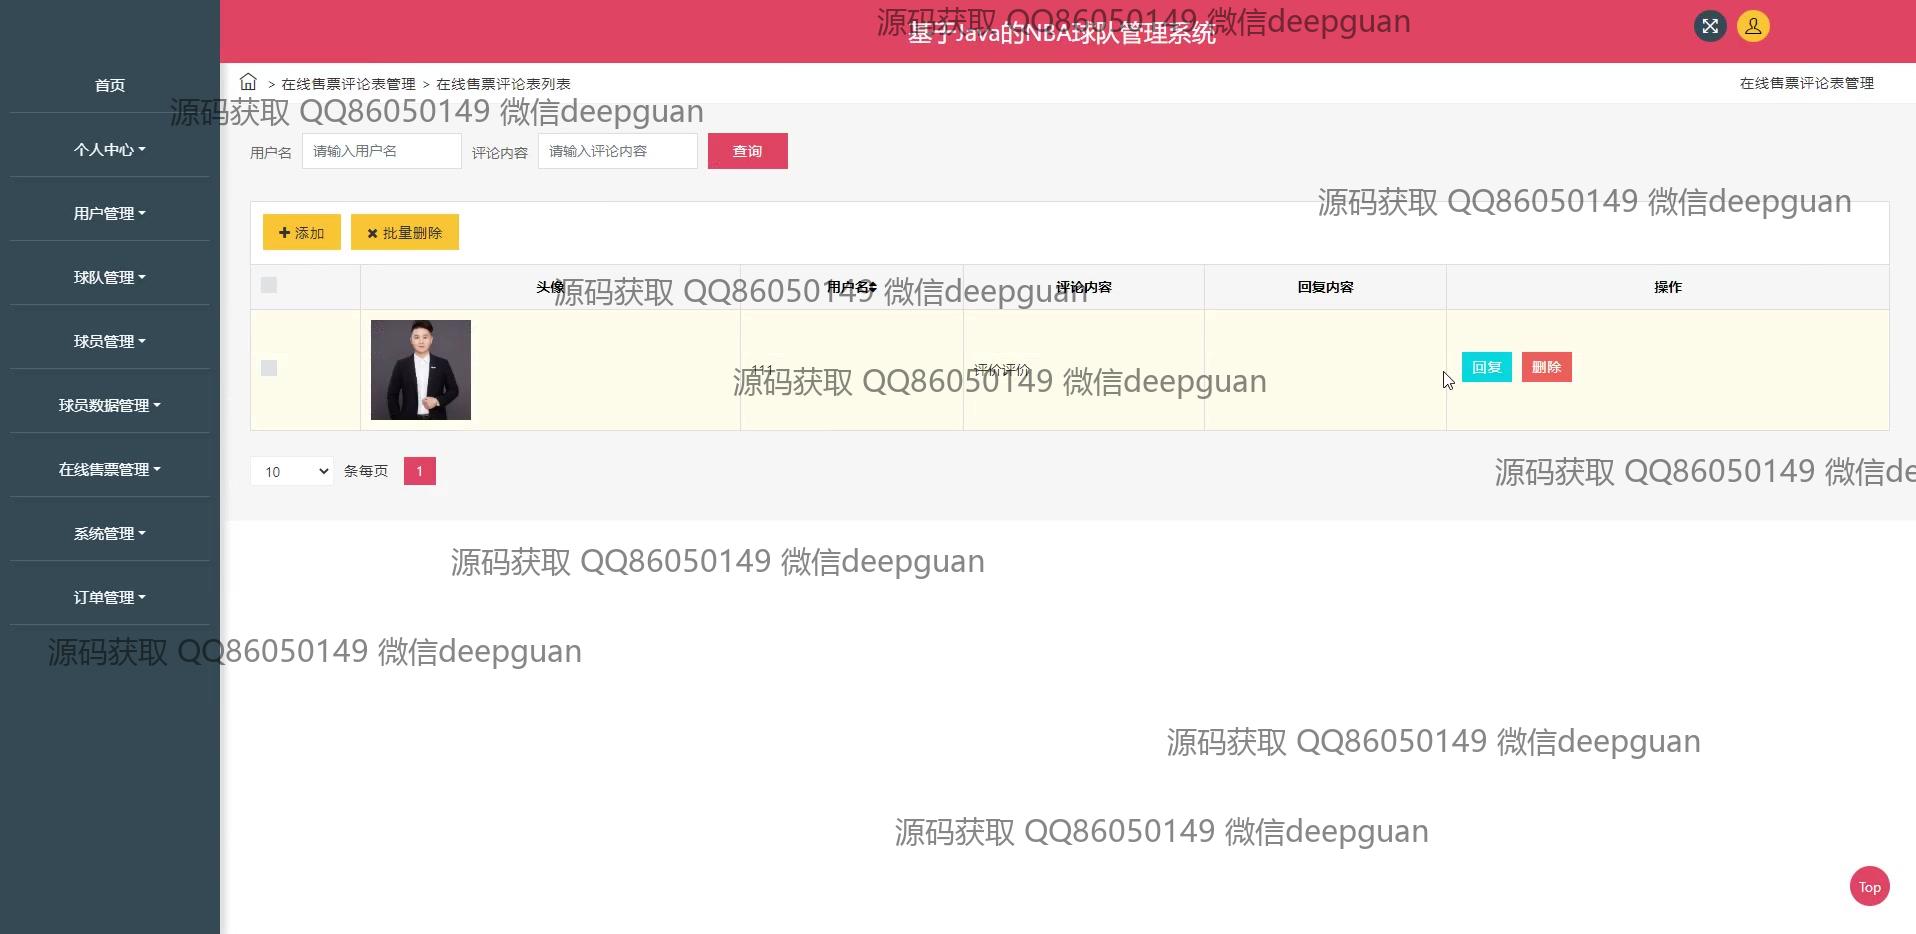 源码获取 QQ86050149 微信deepguan
基于Java的NBA球队管理系统
首页
> 在线售票评论表管理 > 在线售票评论表列表
在线售票评论表管理
源码获取 QQ86050149 微信deepguan
个人中心
用户名 请输入用户名 评论内容 请输入评论内容 查询
源码获取 QQ86050149 微信deepguan
用户管理
添加 批量删除
球队管理
头像 用户名 评论内容 回复内容 操作
源码获取 QQ86050149 微信deepguan
球员管理
111 评价评价 回复 删除
源码获取 QQ86050149 微信deepguan
球员数据管理
在线售票管理
10 条每页 1
源码获取 QQ86050149 微信de
系统管理
源码获取 QQ86050149 微信deepguan
订单管理
源码获取 QQ86050149 微信deepguan
源码获取 QQ86050149 微信deepguan
源码获取 QQ86050149 微信deepguan
Top